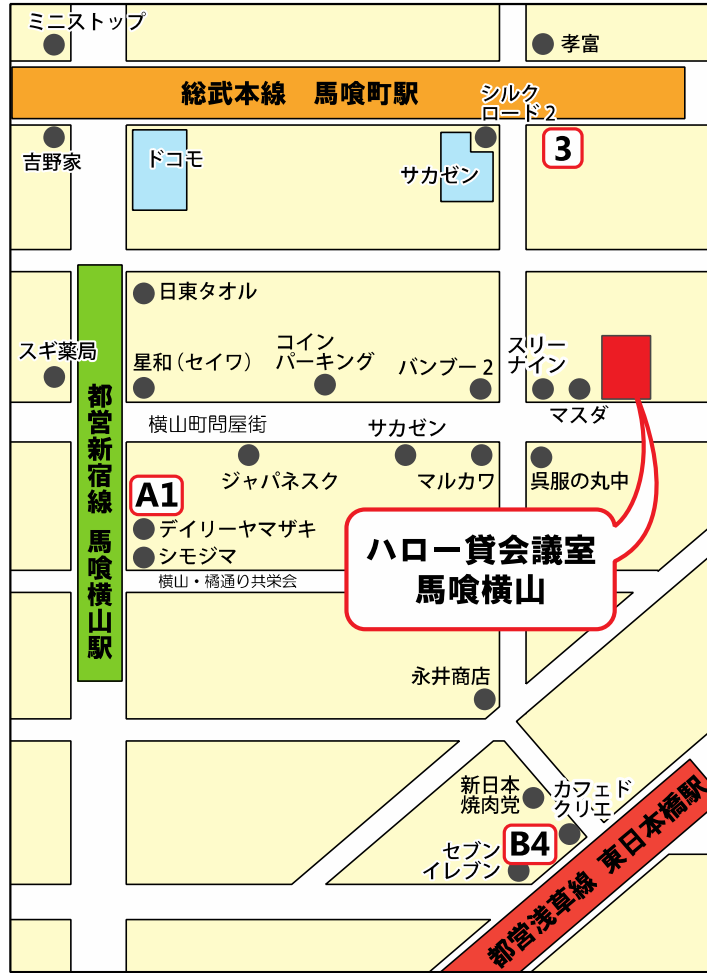 ミニストップ
孝富
総武本線　馬喰町駅
シルク
ロード2
3
吉野家
ドコモ
サカゼン
日東タオル
スギ薬局
星和（セイワ）
コイン
パーキング
バンブー2
スリー
ナイン
マスダ
都営新宿線 馬喰横山駅
横山町問屋街
サカゼン
ジャパネスク
マルカワ
呉服の丸中
A1
デイリーヤマザキ
シモジマ
横山・橘通り共栄会
ハロー貸会議室
馬喰横山
永井商店
新日本
焼肉党
カフェド
クリエ
B4
セブン
イレブン
都営浅草線 東日本橋駅